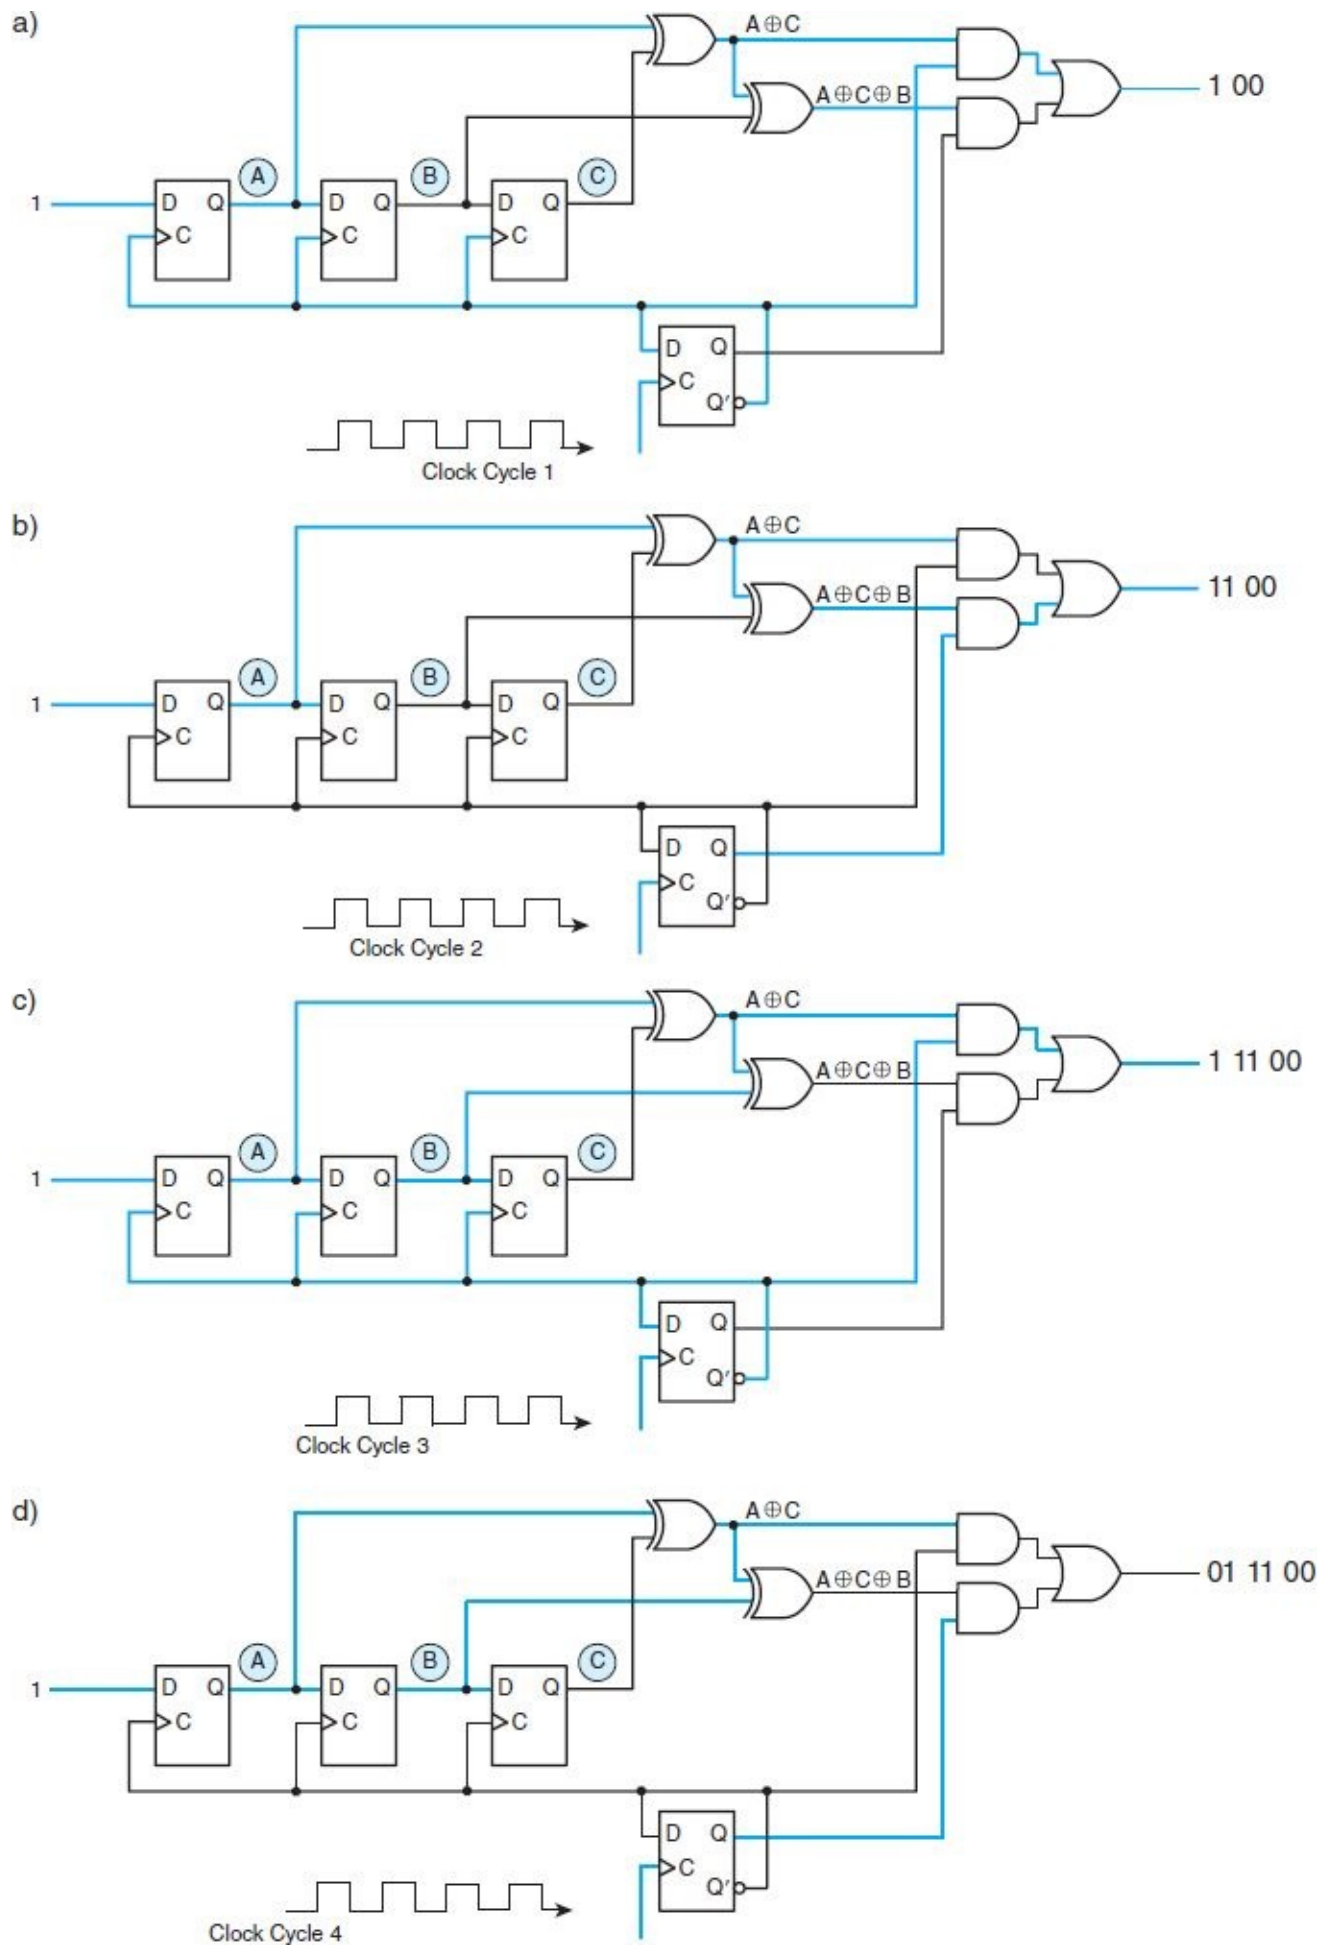 a)
A⊕C
1 00
A⊕C⊕B
A B C
1 D Q D Q D Q
C C C
D Q
C
Q′
Clock Cycle 1
b)
A⊕C
11 00
A⊕C⊕B
A B C
1 D Q D Q D Q
C C C
D Q
C
Q′
Clock Cycle 2
c)
A⊕C
1 11 00
A⊕C⊕B
A B C
1 D Q D Q D Q
C C C
D Q
C
Q′
Clock Cycle 3
d)
A⊕C
01 11 00
A⊕C⊕B
A B C
1 D Q D Q D Q
C C C
D Q
C
Q′
Clock Cycle 4